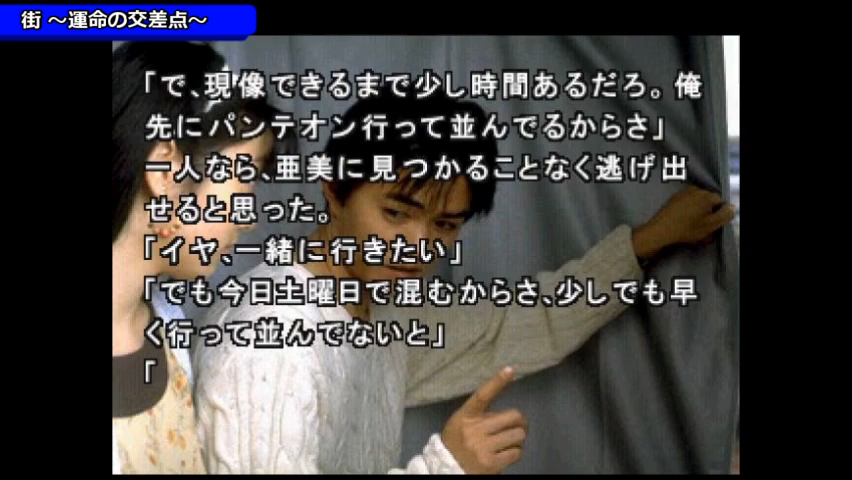 街 ～運命の交差点～
「で、現像できるまで少し時間あるだろ。俺
先にパンテオン行って並んでるからさ」
一人なら、亜美に見つかることなく逃げ出
せると思った。
「イヤ、一緒に行きたい」
「でも今日土曜日で混むからさ、少しでも早
く行って並んでないと」
「